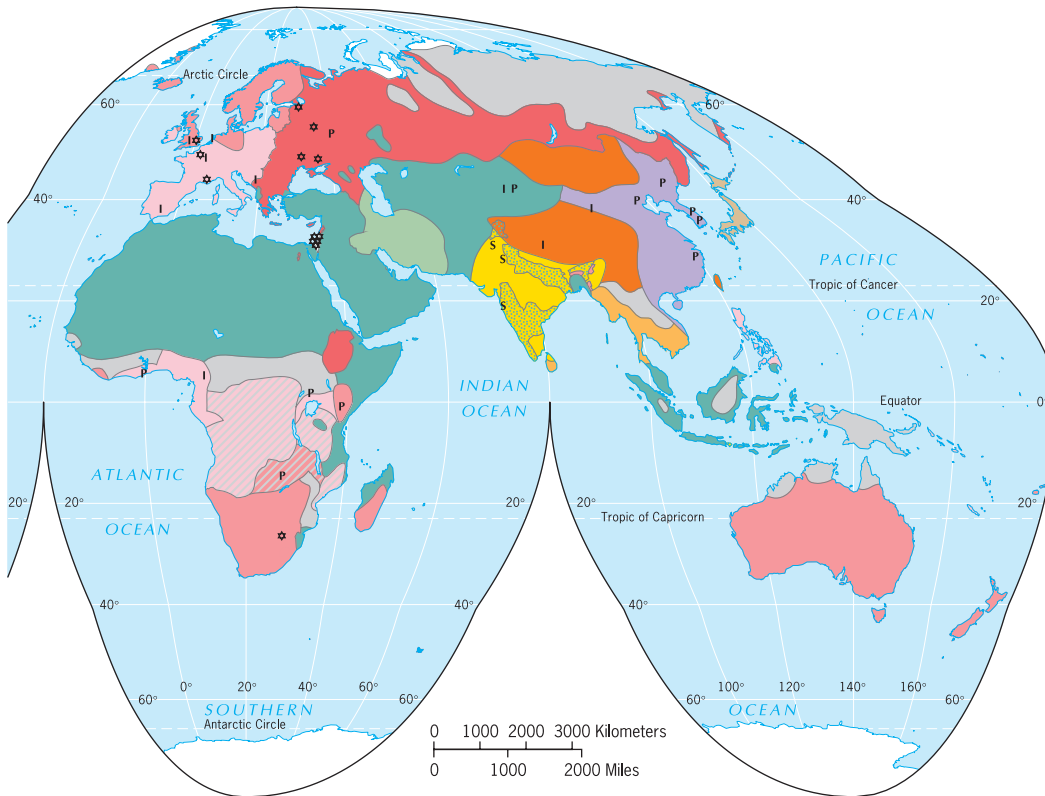 Arctic Circle
60°
60°
I
I
P
I
I
P
40°
I
I
P
P
I
P
P
P
40°
S
I
S
P
PACIFIC
Tropic of Cancer
20°
OCEAN
S
P
I
INDIAN
OCEAN
P
P
Equator
0°
ATLANTIC
P
20°
20°
20°
20°
20°
OCEAN
Tropic of Capricorn
40°
40°
40°
40°
0°
20°
40°
60°
60°
60°
SOUTHERN
Antarctic Circle
100°
120°
140°
160°
60°
60°
OCEAN
0 1000 2000 3000 Kilometers
0 1000 2000 Miles